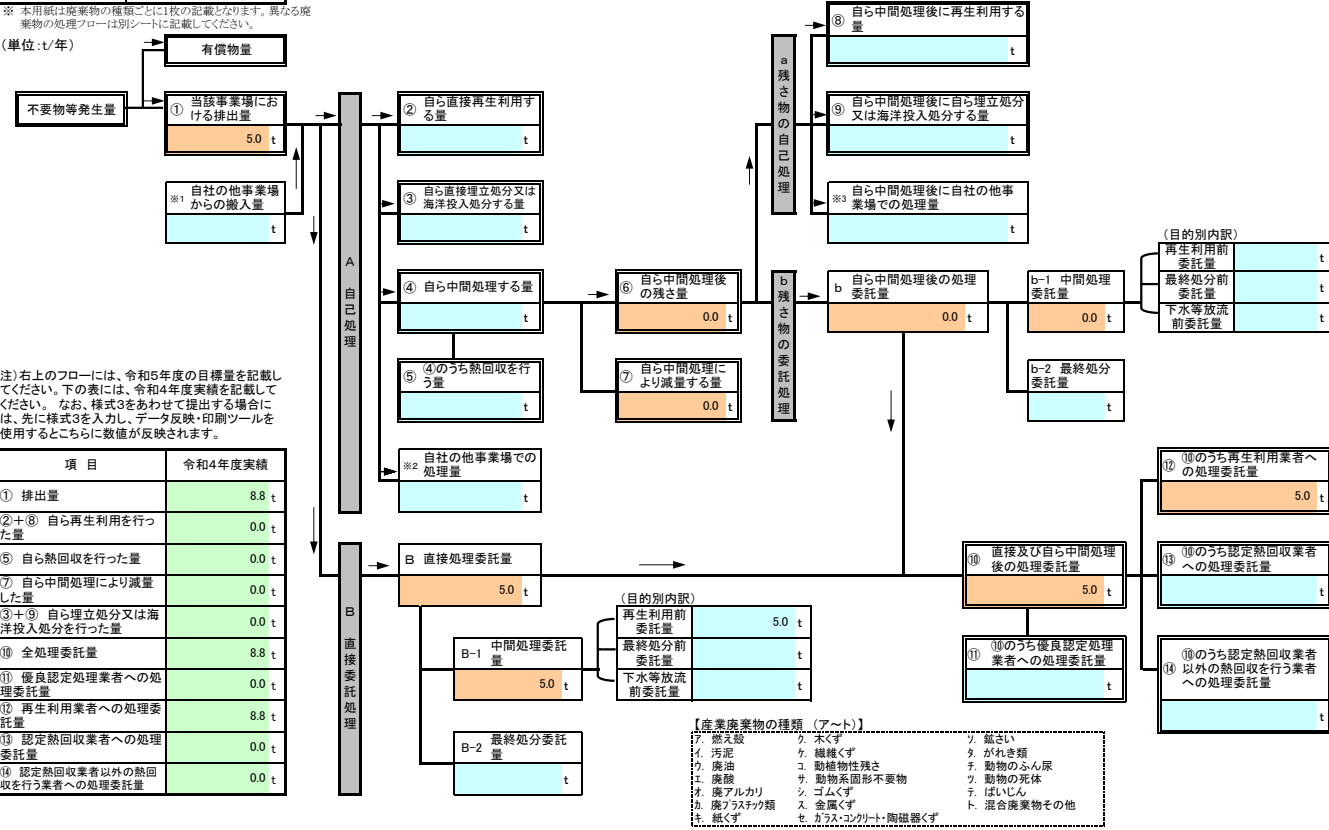 ※ 本用紙は廃棄物の種類ごとに1枚の記載となります。異なる廃
棄物の処理フローは別シートに記載してください。
(単位:t/年)
有償物量
不要物等発生量
① 当該事業場にお
ける排出量
5.0 t
※1 自社の他事業場
からの搬入量
t
A 自己処理
② 自ら直接再生利用す
る量
t
③ 自ら直接埋立処分又は
海洋投入処分する量
t
④ 自ら中間処理する量
t
⑤ ④のうち熱回収を行
う量
t
※2 自社の他事業場での
処理量
t
⑥ 自ら中間処理後
の残さ量
0.0 t
⑦ 自ら中間処理に
より減量する量
0.0 t
a 残さ物の自己処理
⑧ 自ら中間処理後に再生利用する
量
t
⑨ 自ら中間処理後に自ら埋立処分
又は海洋投入処分する量
t
※3 自ら中間処理後に自社の他事
業場での処理量
t
b 残さ物の委託処理
b 自ら中間処理後の処理
委託量
0.0 t
b-1 中間処理
委託量
0.0 t
b-2 最終処分
委託量
t
(目的別内訳)
再生利用前
委託量
t
最終処分前
委託量
t
下水等放流
前委託量
t
注)右上のフローには、令和5年度の目標量を記載し
てください。下の表には、令和4年度実績を記載して
ください。 なお、様式3をあわせて提出する場合に
は、先に様式3を入力し、データ反映・印刷ツールを
使用するとこちらに数値が反映されます。
項 目 令和4年度実績
① 排出量 8.8 t
②+⑧ 自ら再生利用を行っ
た量 0.0 t
⑤ 自ら熱回収を行った量 0.0 t
⑦ 自ら中間処理により減量
した量 0.0 t
③+⑨ 自ら埋立処分又は海
洋投入処分を行った量 0.0 t
⑩ 全処理委託量 8.8 t
⑪ 優良認定処理業者への処
理委託量 0.0 t
⑫ 再生利用業者への処理委
託量 8.8 t
⑬ 認定熱回収業者への処理
委託量 0.0 t
⑭ 認定熱回収業者以外の熱回
収を行う業者への処理委託量 0.0 t
B 直接委託処理
B 直接処理委託量
5.0 t
B-1 中間処理委託
量
5.0 t
B-2 最終処分委託
量
t
(目的別内訳)
再生利用前
委託量
5.0 t
最終処分前
委託量
t
下水等放流
前委託量
t
⑩ 直接及び自ら中間処理
後の処理委託量
5.0 t
⑪ ⑩のうち優良認定処理
業者への処理委託量
t
⑫ ⑩のうち再生利用業者へ
の処理委託量
5.0 t
⑬ ⑩のうち認定熱回収業者
への処理委託量
t
⑭ ⑩のうち認定熱回収業者
以外の熱回収を行う業者
への処理委託量
t
【産業廃棄物の種類 (ア~ト)】
ア. 燃え殻 ク. 木くず ソ. 鉱さい
イ. 汚泥 ケ. 繊維くず タ. がれき類
ウ. 廃油 コ. 動植物性残さ チ. 動物のふん尿
エ. 廃酸 サ. 動物系固形不要物 ツ. 動物の死体
オ. 廃アルカリ シ. ゴムくず テ. ばいじん
カ. 廃プラスチック類 ス. 金属くず ト. 混合廃棄物その他
キ. 紙くず セ. ガラス・コンクリート・陶磁器くず